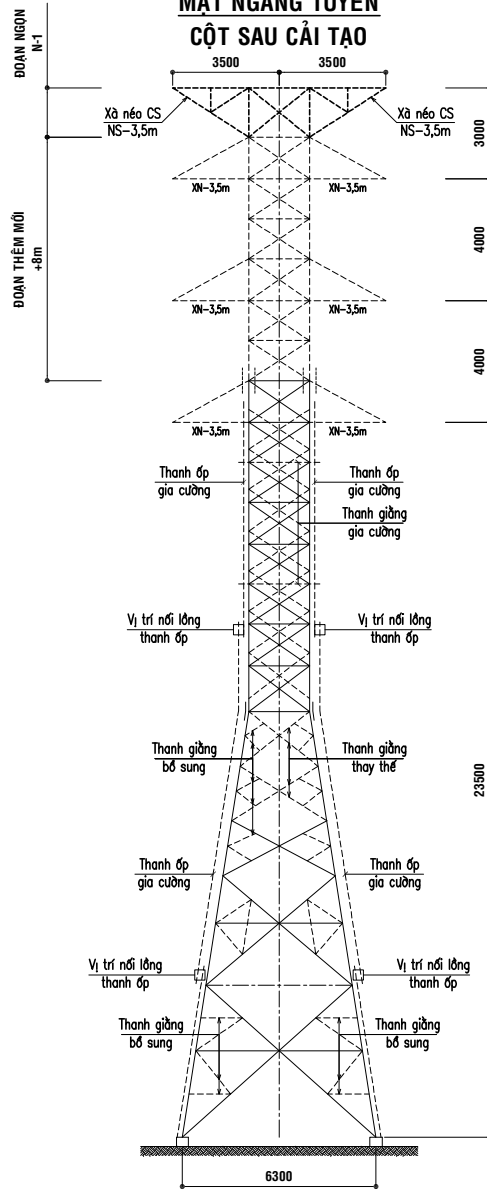 MẶT NGANG TUYẾN
CỘT SAU CẢI TẠO
ĐOẠN NGỌN
N-1
3500
3500
Xà néo CS
NS-3,5m
Xà néo CS
NS-3,5m
3000
XN-3,5m
XN-3,5m
4000
ĐOẠN THÊM MỚI
+8m
XN-3,5m
XN-3,5m
4000
XN-3,5m
XN-3,5m
Thanh ốp
gia cường
Thanh ốp
gia cường
Thanh giằng
gia cường
Vị trí nối lồng
thanh ốp
Vị trí nối lồng
thanh ốp
Thanh giằng
bổ sung
Thanh giằng
thay thế
23500
Thanh ốp
gia cường
Thanh ốp
gia cường
Vị trí nối lồng
thanh ốp
Vị trí nối lồng
thanh ốp
Thanh giằng
bổ sung
Thanh giằng
bổ sung
6300